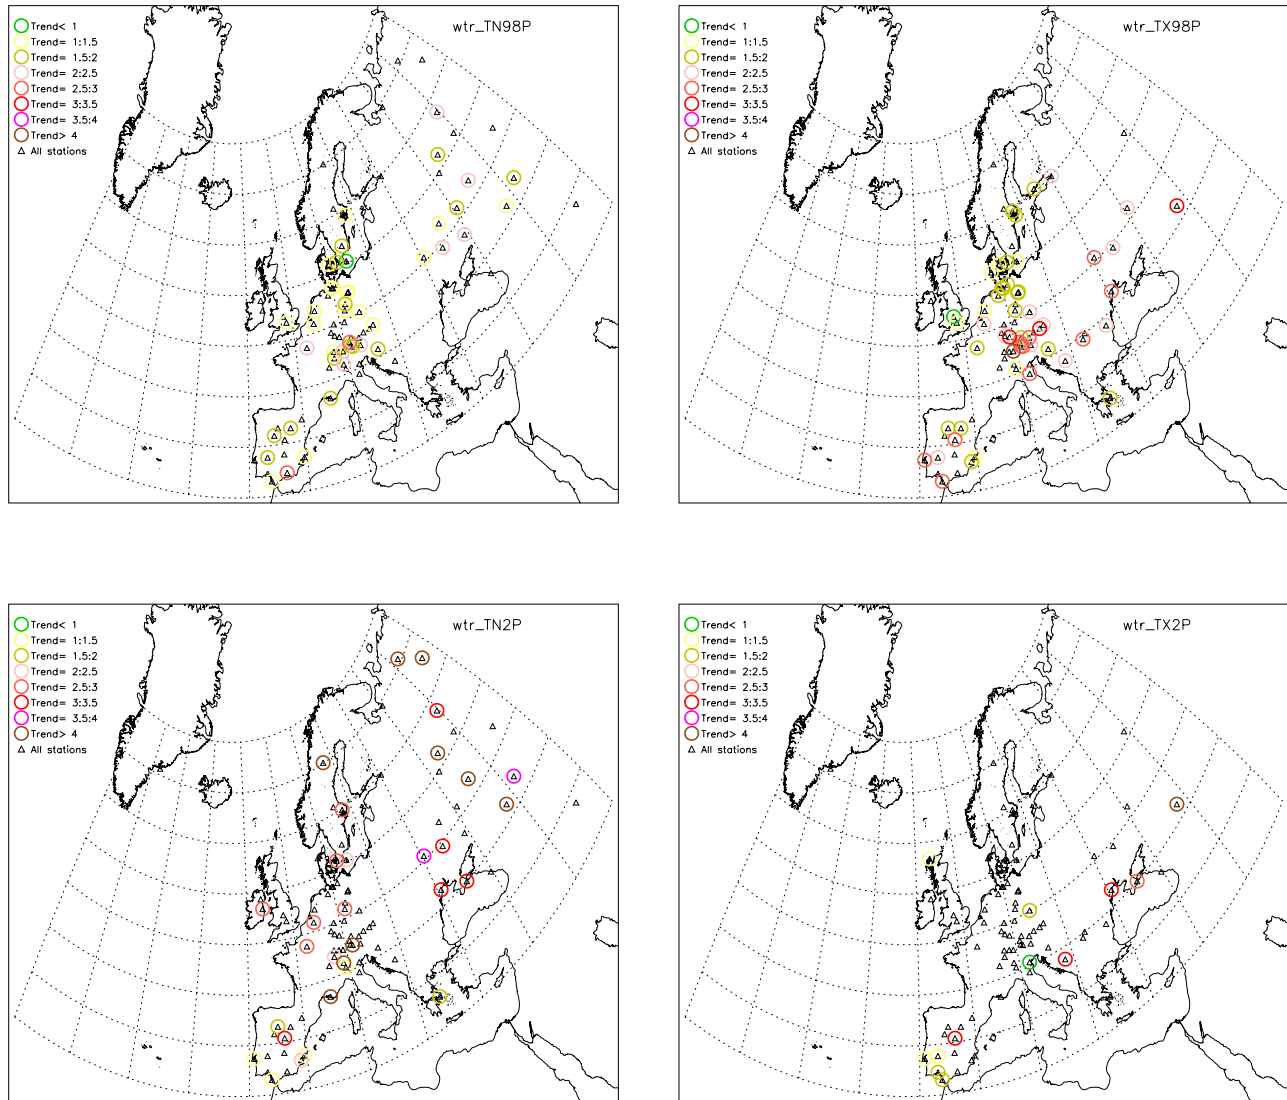 wtr_TN98P
Trend< 1
Trend= 1:1.5
Trend= 1.5:2
Trend= 2:2.5
Trend= 2.5:3
Trend= 3:3.5
Trend= 3.5:4
Trend> 4
All stations
wtr_TX98P
Trend< 1
Trend= 1:1.5
Trend= 1.5:2
Trend= 2:2.5
Trend= 2.5:3
Trend= 3:3.5
Trend= 3.5:4
Trend> 4
All stations
wtr_TN2P
Trend< 1
Trend= 1:1.5
Trend= 1.5:2
Trend= 2:2.5
Trend= 2.5:3
Trend= 3:3.5
Trend= 3.5:4
Trend> 4
All stations
wtr_TX2P
Trend< 1
Trend= 1:1.5
Trend= 1.5:2
Trend= 2:2.5
Trend= 2.5:3
Trend= 3:3.5
Trend= 3.5:4
Trend> 4
All stations